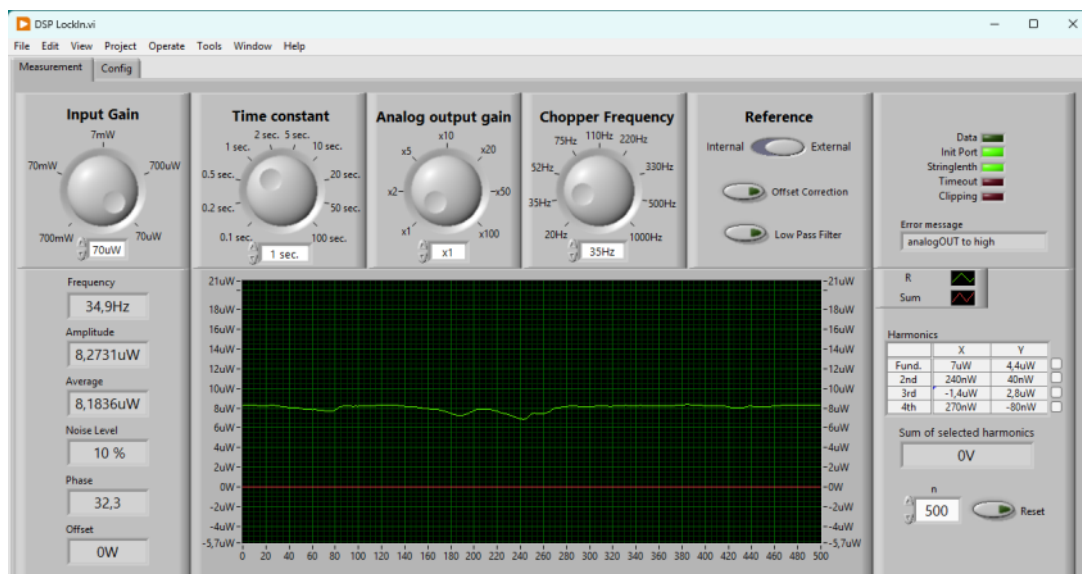 DSP LockIn.vi
File Edit View Project Operate Tools Window Help
Measurement Config
Input Gain
7mW
70mW
700uW
700mW
70uW
70uW
Time constant
2 sec. 5 sec.
1 sec.
10 sec.
0.5 sec.
20 sec.
0.2 sec.
50 sec.
0.1 sec.
100 sec.
1 sec.
Analog output gain
x10
x5
x20
x2
x50
x1
x100
x1
Chopper Frequency
110Hz
75Hz
220Hz
52Hz
330Hz
35Hz
500Hz
20Hz
1000Hz
35Hz
Reference
Internal External
Offset Correction
Low Pass Filter
Data
Init Port
Stringlenth
Timeout
Clipping
Error message
analogOUT to high
Frequency
34,9Hz
Amplitude
8,2731uW
Average
8,1836uW
Noise Level
10 %
Phase
32,3
Offset
0W
21uW
18uW
16uW
14uW
12uW
10uW
8uW
6uW
4uW
2uW
0W
-2uW
-4uW
-5,7uW
0 20 40 60 80 100 120 140 160 180 200 220 240 260 280 300 320 340 360 380 400 420 440 460 480 500
21uW
18uW
16uW
14uW
12uW
10uW
8uW
6uW
4uW
2uW
0W
-2uW
-4uW
-5,7uW
R
Sum
Harmonics
X Y
Fund. 7uW 4,4uW
2nd 240nW 40nW
3rd -1,4uW 2,8uW
4th 270nW -80nW
Sum of selected harmonics
0V
n
500
Reset